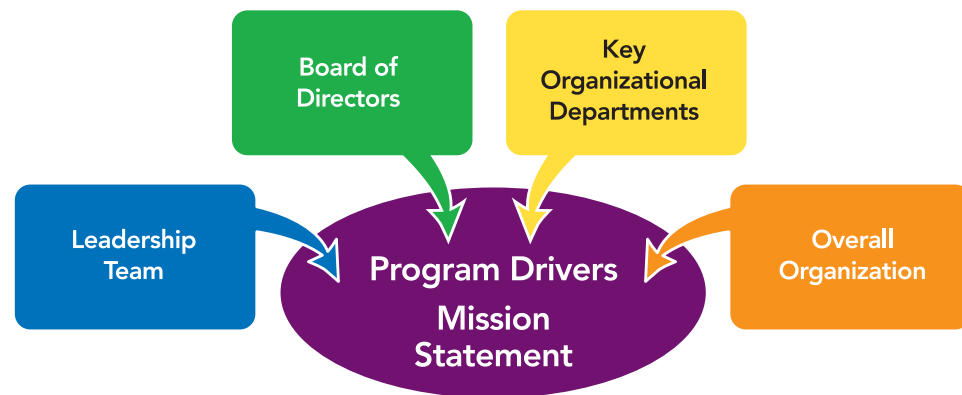 Board of
Directors
Key
Organizational
Departments
Leadership
Team
Program Drivers
Mission
Statement
Overall
Organization